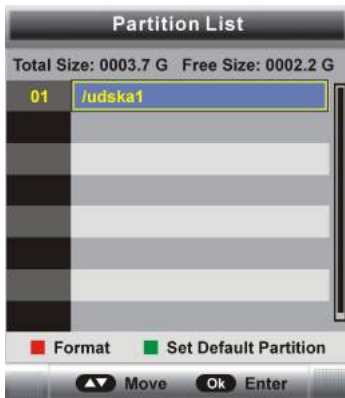 Partition List
Total Size: 0003.7 G Free Size: 0002.2 G
01 /udska1
Format Set Default Partition
Move Ok Enter